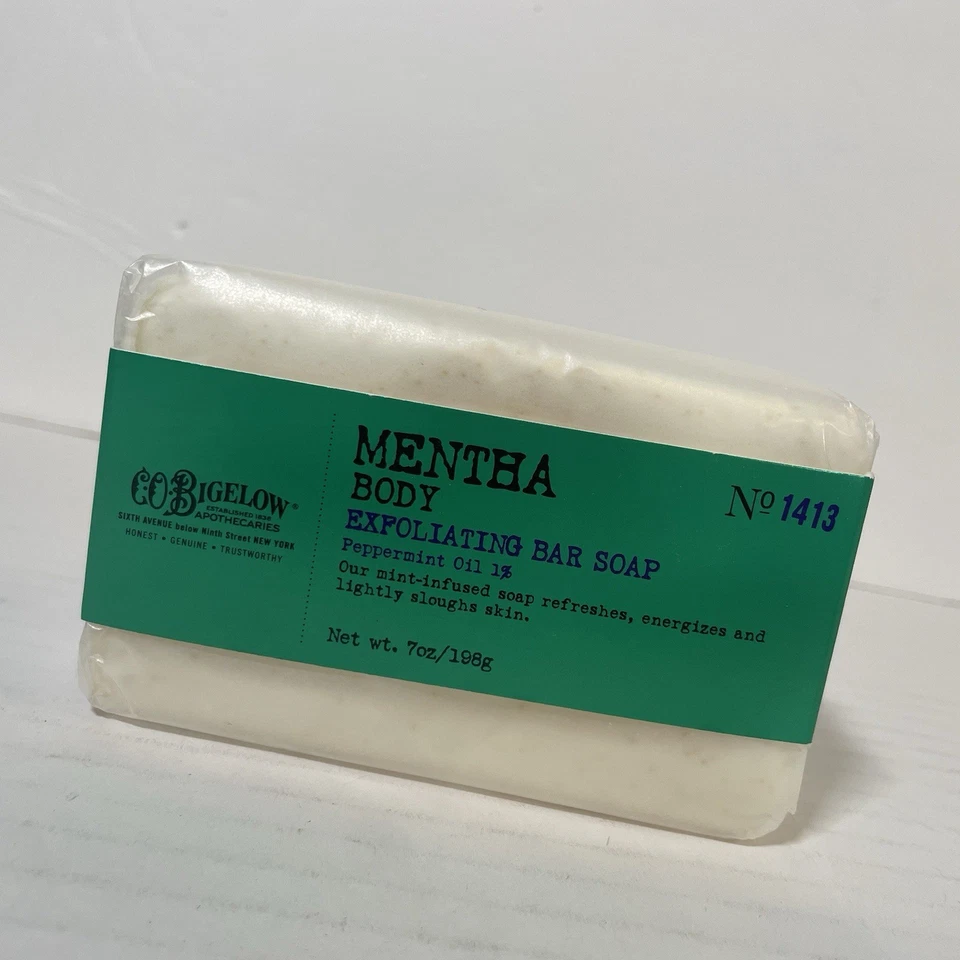 C.O.BIGELOW®
ESTABLISHED 1838
APOTHECARIES
SIXTH AVENUE below Ninth Street NEW YORK
HONEST • GENUINE • TRUSTWORTHY
MENTHA
BODY
EXFOLIATING BAR SOAP
Peppermint Oil 1%
Our mint-infused soap refreshes, energizes and
lightly sloughs skin.
Net wt. 7oz/198g
No 1413